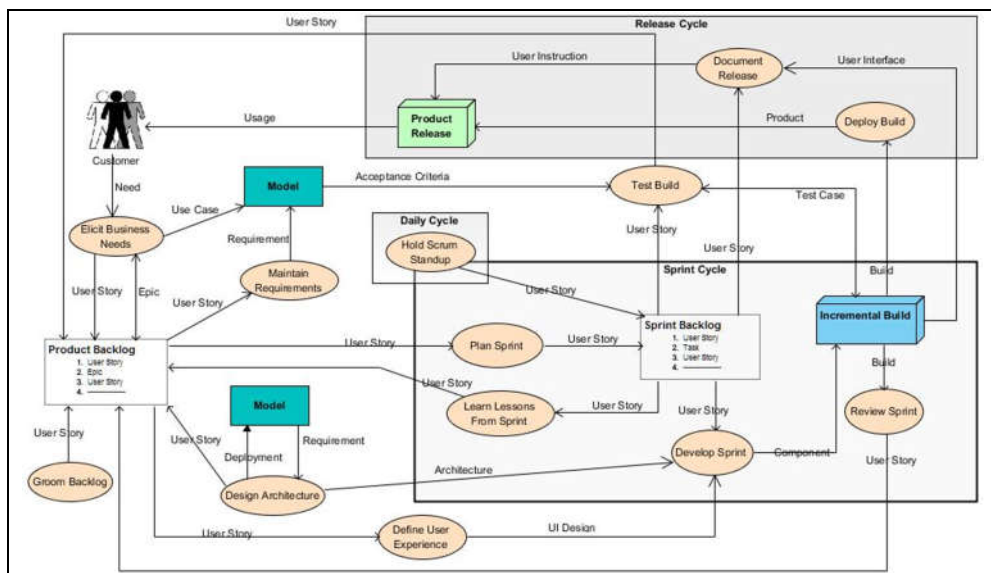 User Story
Release Cycle
User Instruction
Document
Release
User Interface
Product
Release
Usage
Product
Deploy Build
Customer
Need
Model
Acceptance Criteria
Test Build
Test Case
Use Case
Elicit Business
Needs
Requirement
Daily Cycle
Hold Scrum
Standup
User Story
User Story
Sprint Cycle
Build
Maintain
Requirements
User Story
Epic
User Story
User Story
Incremental Build
Product Backlog
1. User Story
2. Epic
3. User Story
4.
User Story
Plan Sprint
User Story
Sprint Backlog
1. User Story
2. Task
3. User Story
4.
Build
User Story
Model
Learn Lessons
From Sprint
User Story
User Story
Review Sprint
User Story
User Story
Requirement
Deployment
Develop Sprint
Component
User Story
Groom Backlog
Design Architecture
Architecture
User Story
Define User
Experience
UI Design